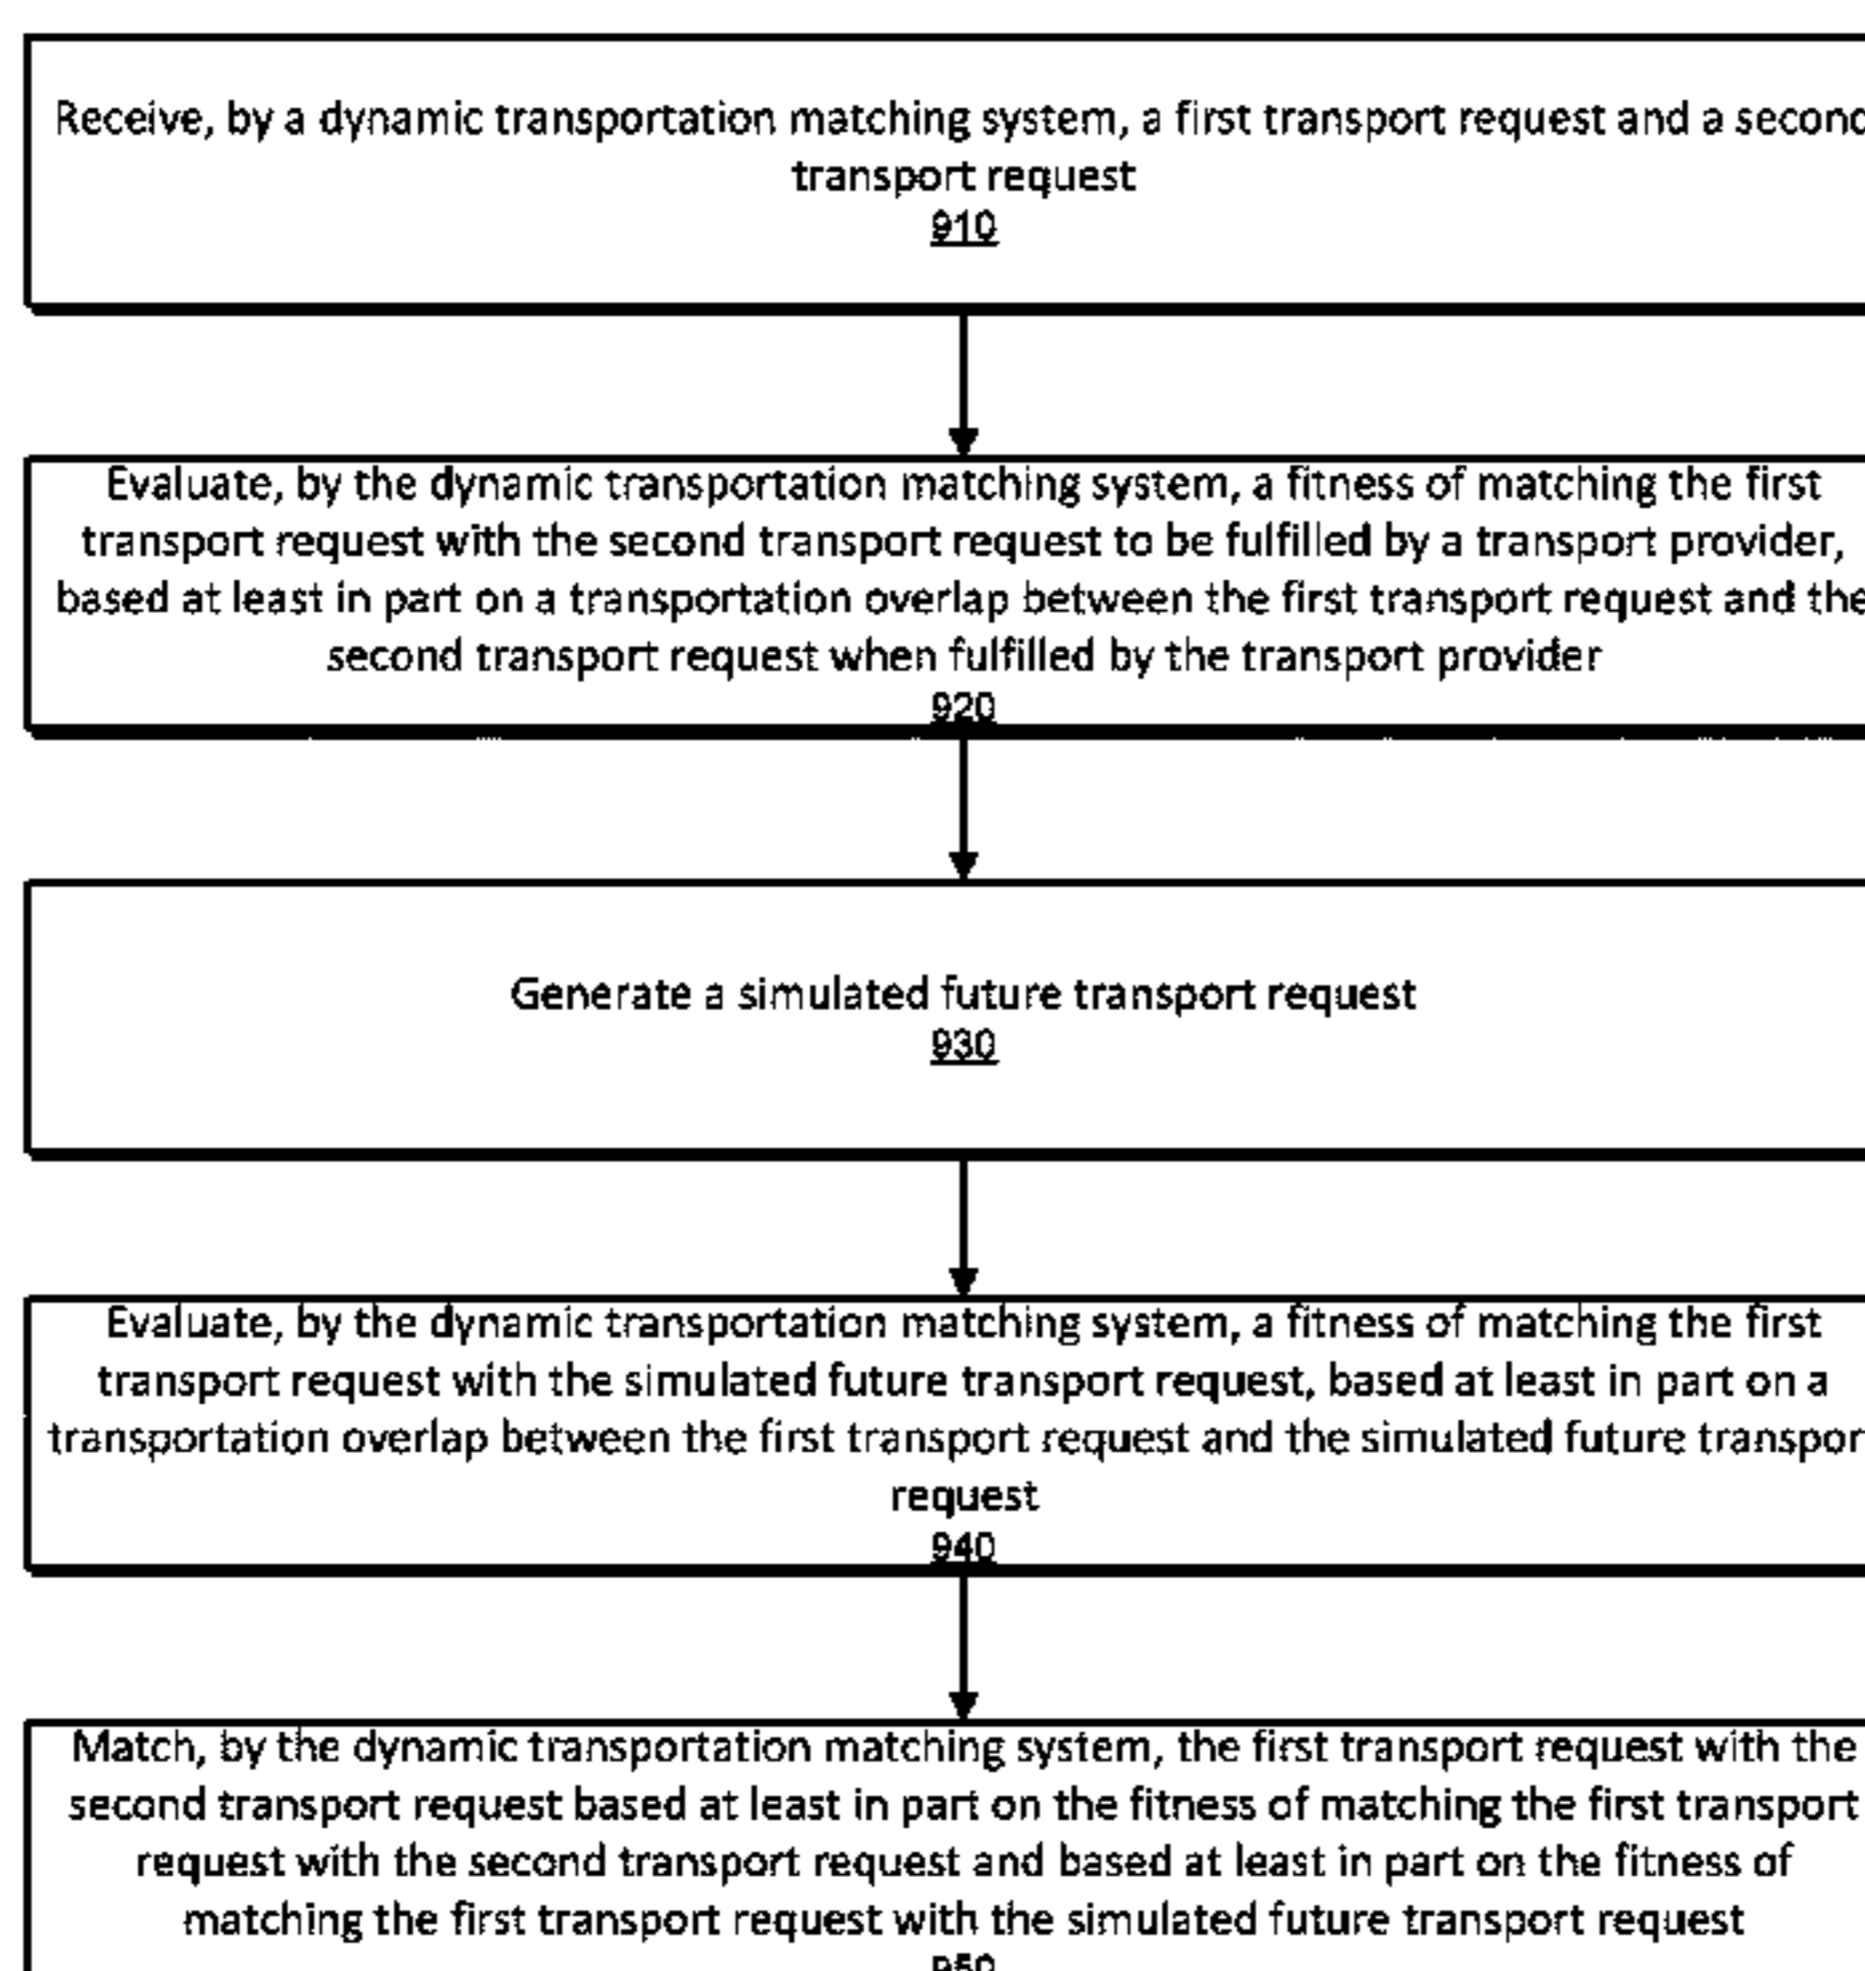 Receive, by a dynamic transportation matching system, a first transport request and a second
transport request
910
Evaluate, by the dynamic transportation matching system, a fitness of matching the first
transport request with the second transport request to be fulfilled by a transport provider,
based at least in part on a transportation overlap between the first transport request and the
second transport request when fulfilled by the transport provider
920
Generate a simulated future transport request
930
Evaluate, by the dynamic transportation matching system, a fitness of matching the first
transport request with the simulated future transport request, based at least in part on a
transportation overlap between the first transport request and the simulated future transpor
request
940
Match, by the dynamic transportation matching system, the first transport request with the
second transport request based at least in part on the fitness of matching the first transport
request with the second transport request and based at least in part on the fitness of
matching the first transport request with the simulated future transport request
950